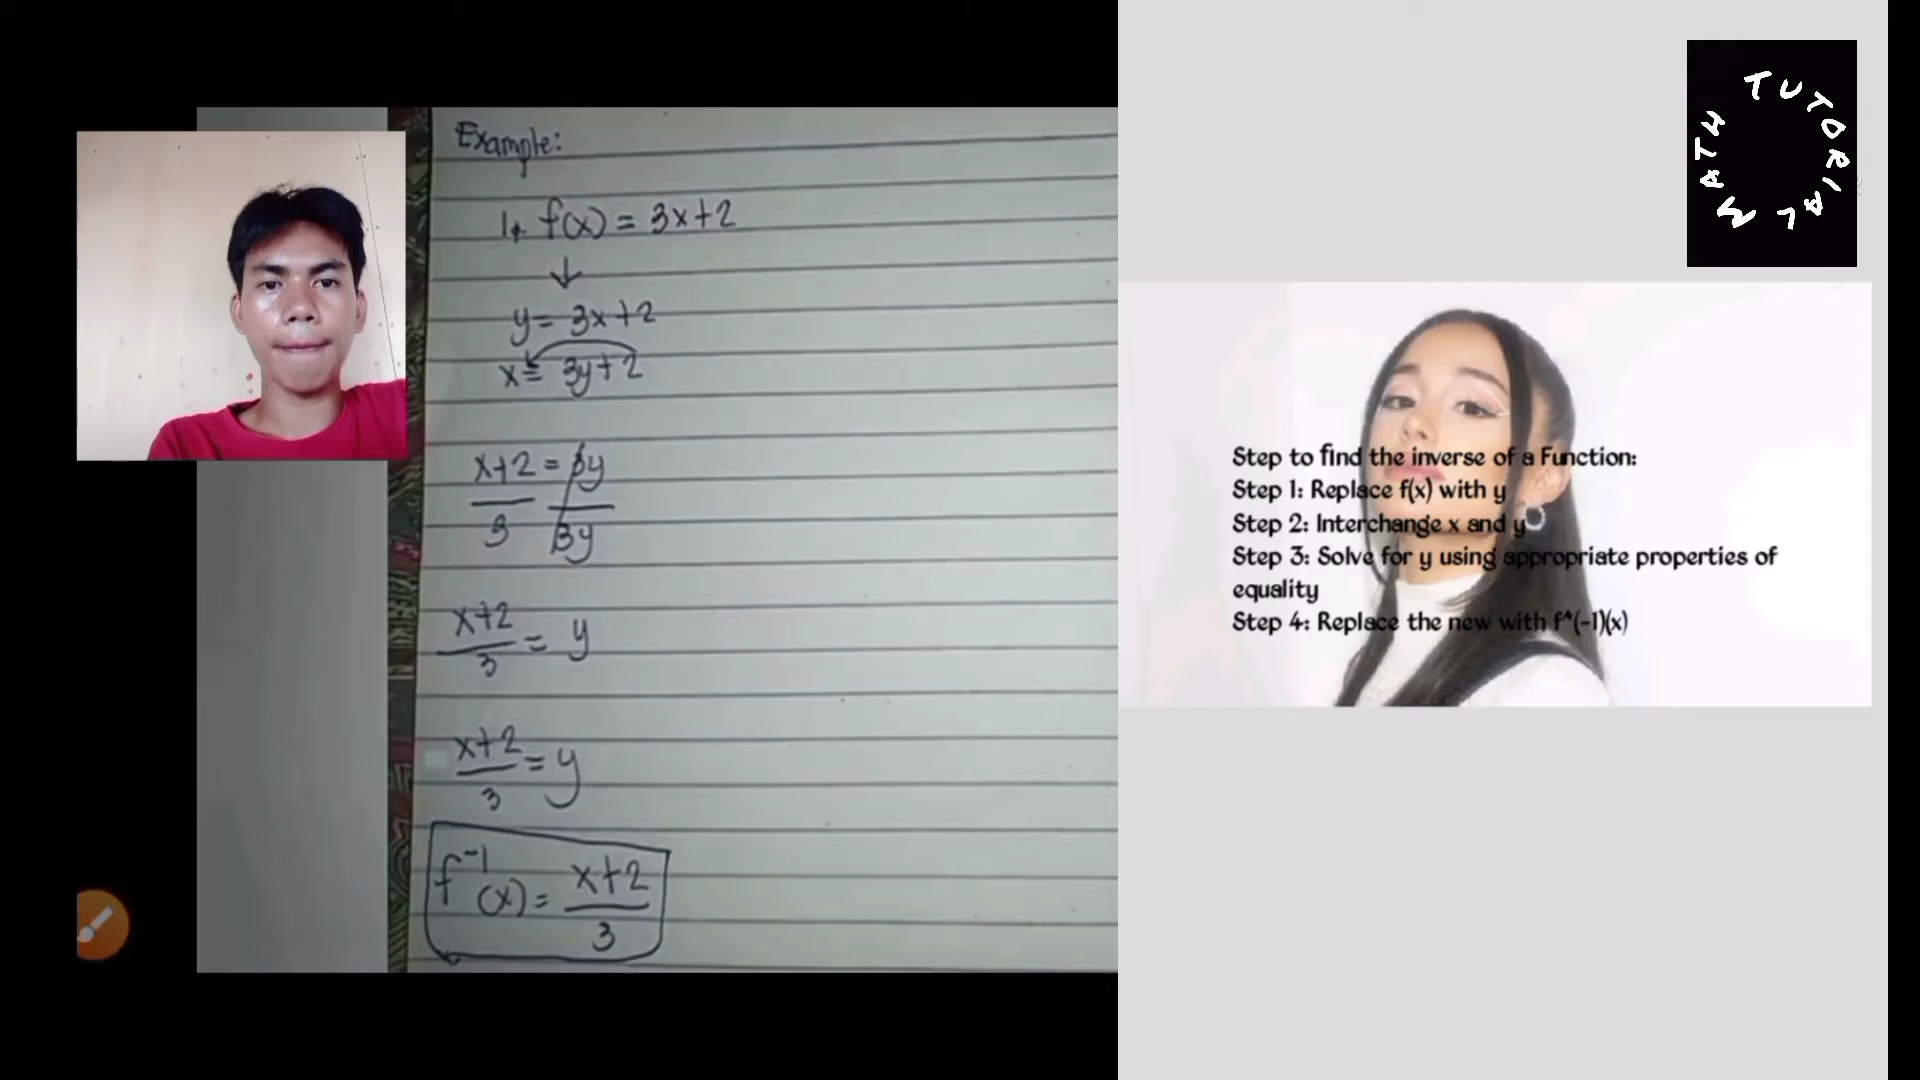 Example:
1. f(x) = 3x+2
↓
y = 3x+2
x = 3y+2
x+2 = 3y
3 3y
x+2
3 = y
x+2
3 = y
f⁻¹(x) = x+2
3
MATH TUTORIAL
Step to find the inverse of a Function:
Step 1: Replace f(x) with y
Step 2: Interchange x and y
Step 3: Solve for y using appropriate properties of
equality
Step 4: Replace the new with f^(-1)(x)